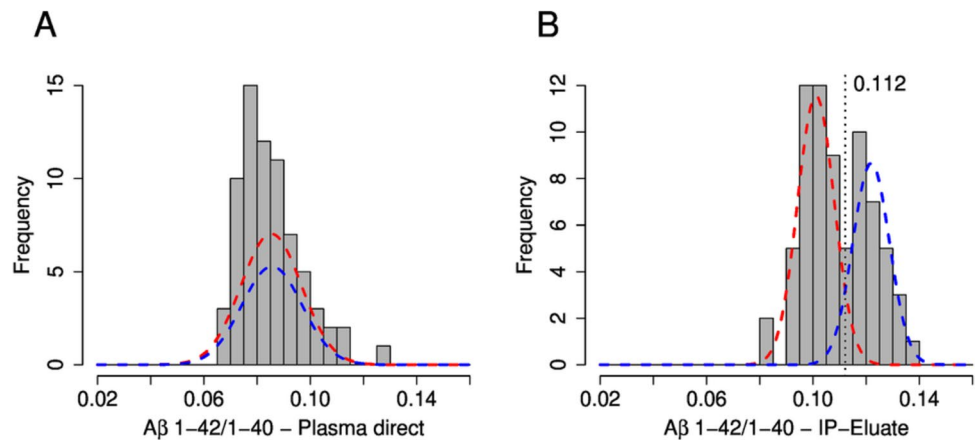 A
Frequency
15
10
5
0
0.02 0.06 0.10 0.14
Aβ 1−42/1−40 − Plasma direct
B
Frequency
12
10
8
6
4
2
0
0.112
0.02 0.06 0.10 0.14
Aβ 1−42/1−40 − IP−Eluate